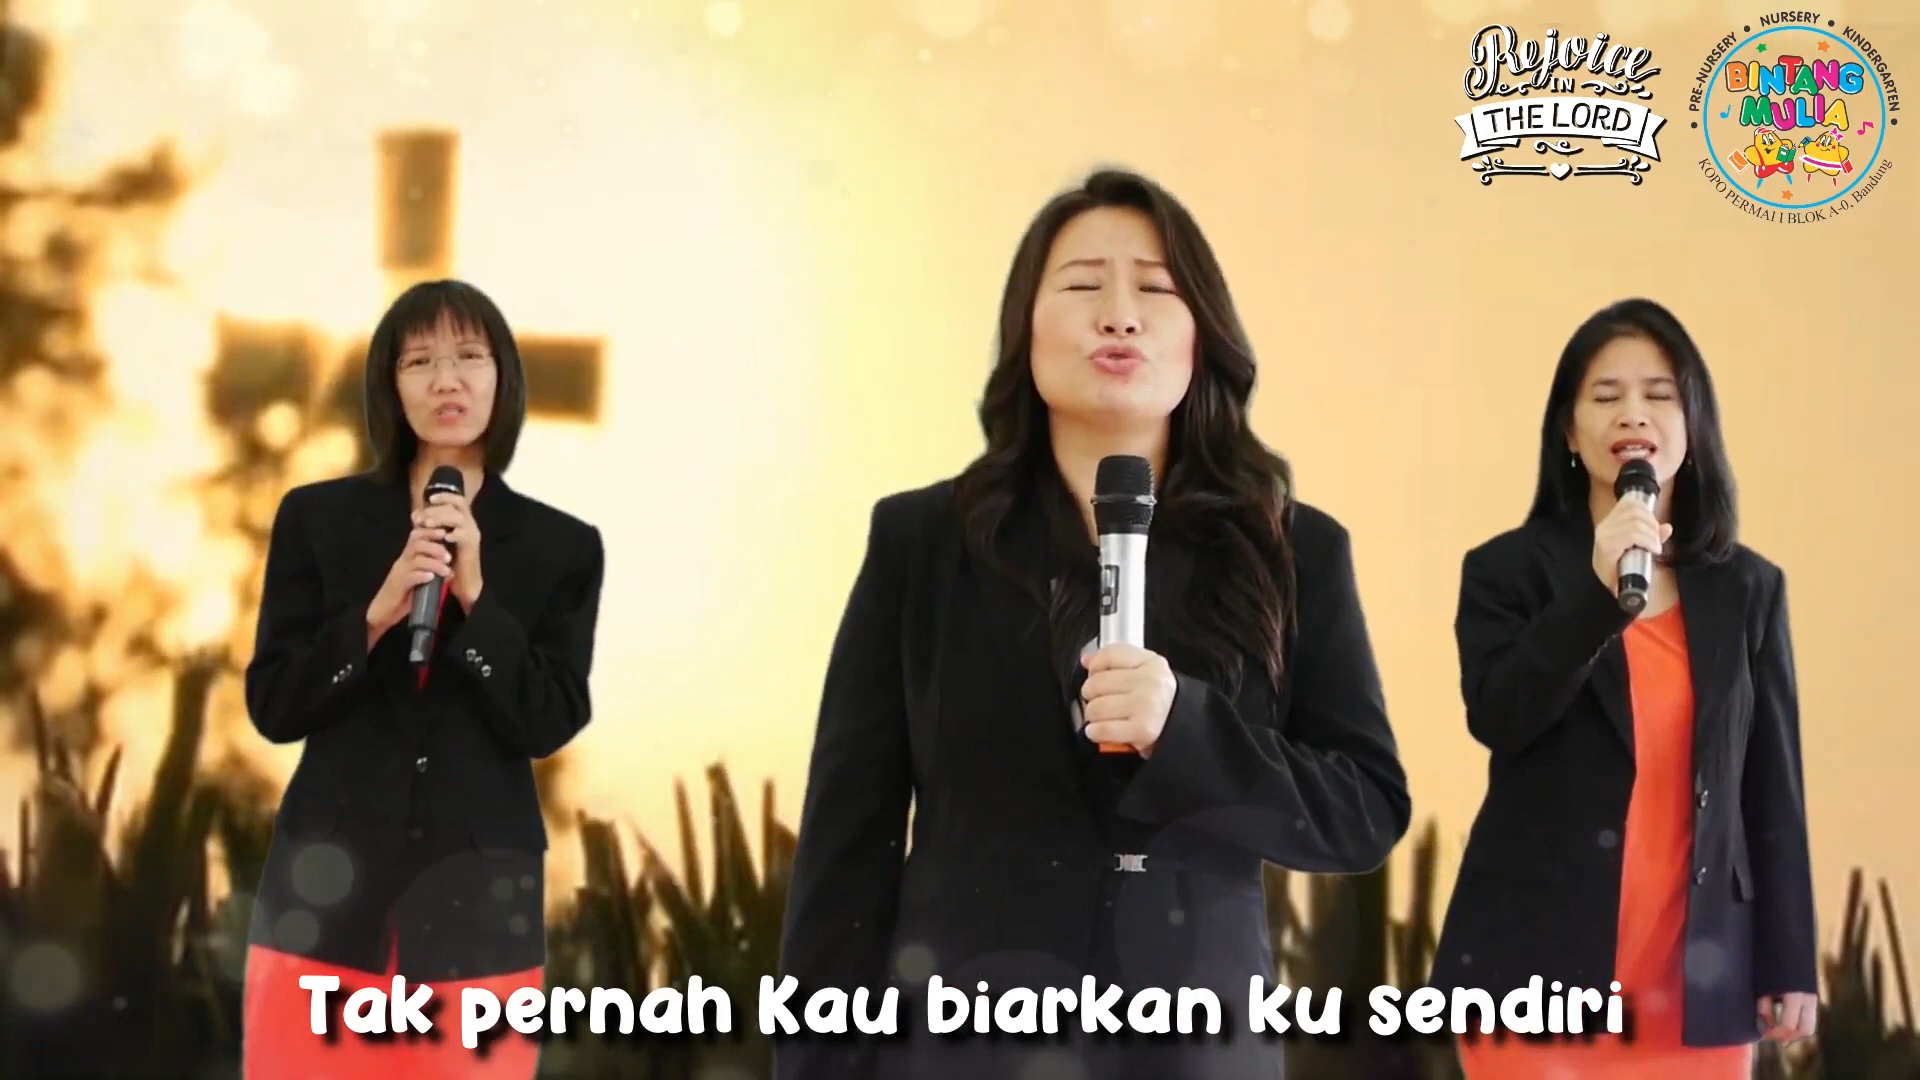 Rejoice
IN
THE LORD
PRE-NURSERY • NURSERY • KINDERGARTEN
BINTANG
MULIA
KOPO PERMAI I BLOK A-0, Bandung
Tak pernah Kau biarkan ku sendiri